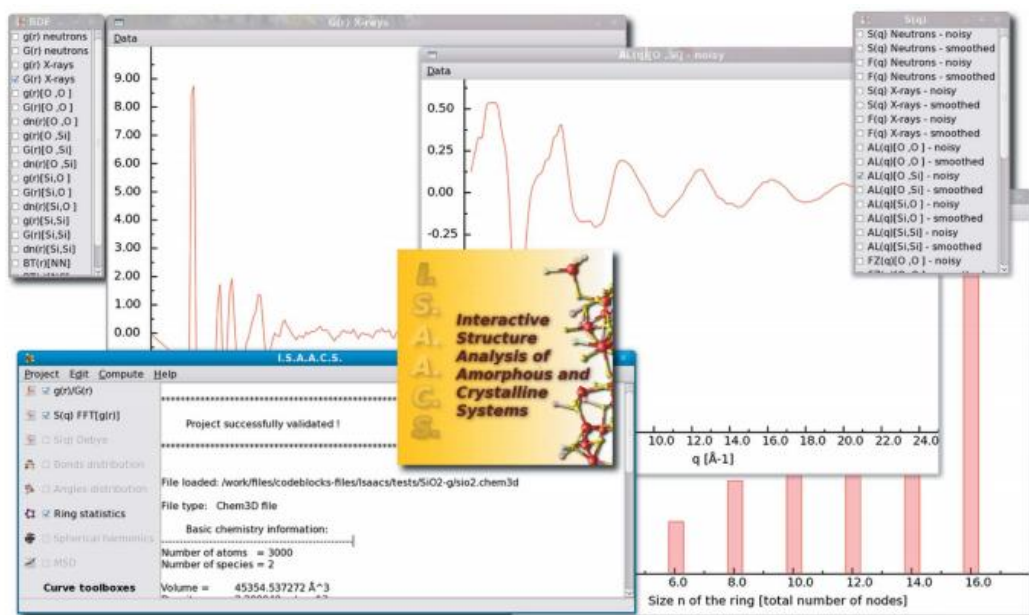 RDF
g(r) neutrons
G(r) neutrons
g(r) X-rays
G(r) X-rays
g(r)[O ,O ]
G(r)[O ,O ]
dn(r)[O ,O ]
g(r)[O ,Si]
G(r)[O ,Si]
dn(r)[O ,Si]
g(r)[Si,O ]
G(r)[Si,O ]
dn(r)[Si,O ]
g(r)[Si,Si]
G(r)[Si,Si]
dn(r)[Si,Si]
BT(r)[NN]
G(r) X-rays
Data
9.00
8.00
7.00
6.00
5.00
4.00
3.00
2.00
1.00
0.00
AL(q)[O ,Si] - noisy
Data
0.50
0.25
0.00
-0.25
10.0 12.0 14.0 16.0 18.0 20.0 22.0 24.0
q [Å-1]
S(q)
S(q) Neutrons - noisy
S(q) Neutrons - smoothed
F(q) Neutrons - noisy
F(q) Neutrons - smoothed
S(q) X-rays - noisy
S(q) X-rays - smoothed
F(q) X-rays - noisy
F(q) X-rays - smoothed
AL(q)[O ,O ] - noisy
AL(q)[O ,O ] - smoothed
AL(q)[O ,Si] - noisy
AL(q)[O ,Si] - smoothed
AL(q)[Si,O ] - noisy
AL(q)[Si,O ] - smoothed
AL(q)[Si,Si] - noisy
AL(q)[Si,Si] - smoothed
FZ(q)[O ,O ] - noisy
I.S.A.A.C.S.
Interactive
Structure
Analysis of
Amorphous and
Crystalline
Systems
I.S.A.A.C.S.
Project Edit Compute Help
g(r)/G(r)
S(q) FFT[g(r)]
S(q) Debye
Bonds distribution
Angles distribution
Ring statistics
Spherical harmonics
MSD
Curve toolboxes
Project successfully validated !
File loaded: /work/files/codeblocks-files/Isaacs/tests/SiO2-g/sio2.chem3d
File type: Chem3D file
Basic chemistry information:
Number of atoms = 3000
Number of species = 2
Volume = 45354.537272 Å^3
6.0 8.0 10.0 12.0 14.0 16.0
Size n of the ring [total number of nodes]